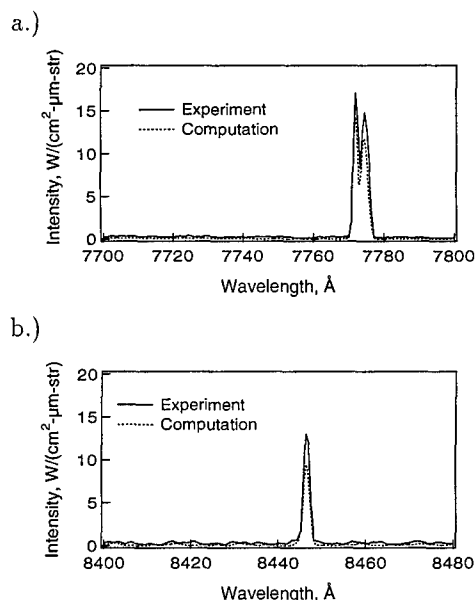 a.)
Intensity, W/(cm²-μm-str)
20
15
10
5
0
Experiment
Computation
7700 7720 7740 7760 7780 7800
Wavelength, Å
b.)
Intensity, W/(cm²-μm-str)
20
15
10
5
0
Experiment
Computation
8400 8420 8440 8460 8480
Wavelength, Å